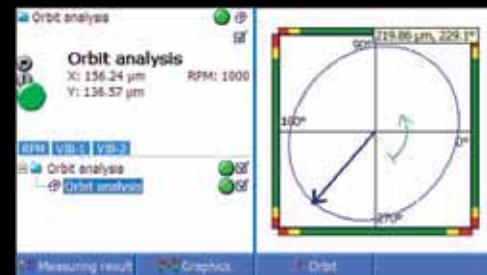 Orbit analysis
Orbit analysis
X: 156.24 µm RPM: 1000
Y: 136.57 µm
RPM VIB-1 VIB-2
Orbit analysis
Orbit analysis
219.86 µm, 229.1°
90°
180°
0°
270°
Measuring result Graphics Orbit